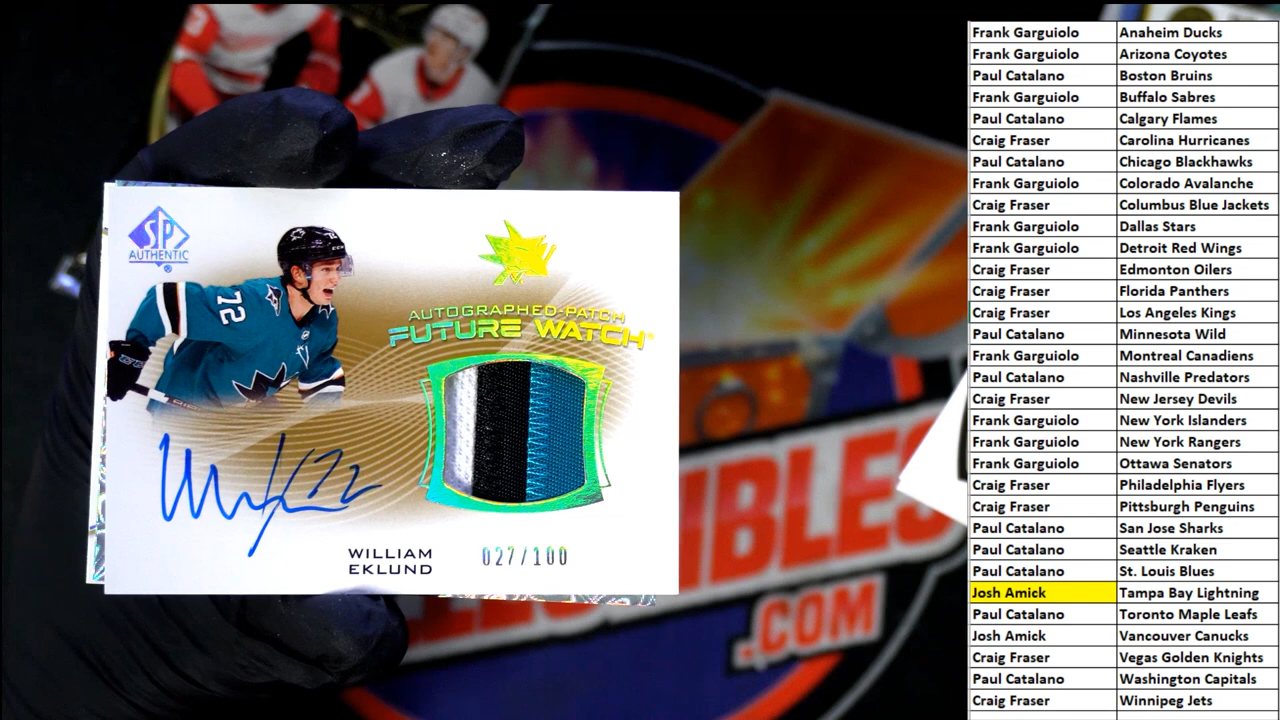 SP
AUTHENTIC
72
AUTOGRAPHED-PATCH
FUTURE WATCH
WILLIAM
EKLUND
027/100
IBLES
.COM
Frank Garguiolo Anaheim Ducks
Frank Garguiolo Arizona Coyotes
Paul Catalano Boston Bruins
Frank Garguiolo Buffalo Sabres
Paul Catalano Calgary Flames
Craig Fraser Carolina Hurricanes
Paul Catalano Chicago Blackhawks
Frank Garguiolo Colorado Avalanche
Craig Fraser Columbus Blue Jackets
Frank Garguiolo Dallas Stars
Frank Garguiolo Detroit Red Wings
Craig Fraser Edmonton Oilers
Craig Fraser Florida Panthers
Craig Fraser Los Angeles Kings
Paul Catalano Minnesota Wild
Frank Garguiolo Montreal Canadiens
Paul Catalano Nashville Predators
Craig Fraser New Jersey Devils
Frank Garguiolo New York Islanders
Frank Garguiolo New York Rangers
Frank Garguiolo Ottawa Senators
Craig Fraser Philadelphia Flyers
Craig Fraser Pittsburgh Penguins
Paul Catalano San Jose Sharks
Paul Catalano Seattle Kraken
Paul Catalano St. Louis Blues
Josh Amick Tampa Bay Lightning
Paul Catalano Toronto Maple Leafs
Josh Amick Vancouver Canucks
Craig Fraser Vegas Golden Knights
Paul Catalano Washington Capitals
Craig Fraser Winnipeg Jets